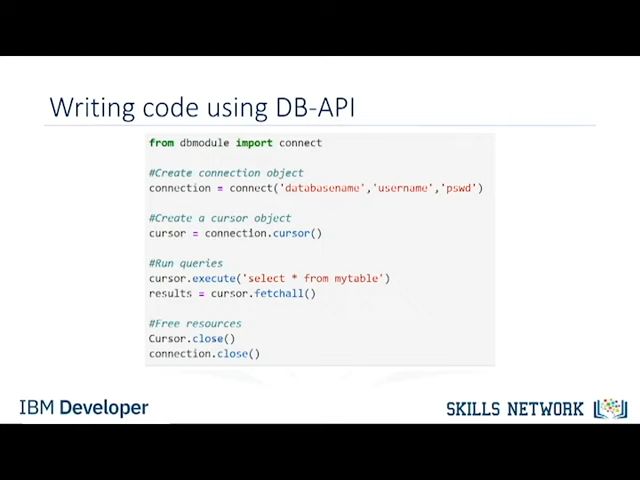 Writing code using DB-API
from dbmodule import connect
#Create connection object
connection = connect('databasename','username','pswd')
#Create a cursor object
cursor = connection.cursor()
#Run queries
cursor.execute('select * from mytable')
results = cursor.fetchall()
#Free resources
Cursor.close()
connection.close()
IBM Developer
SKILLS NETWORK